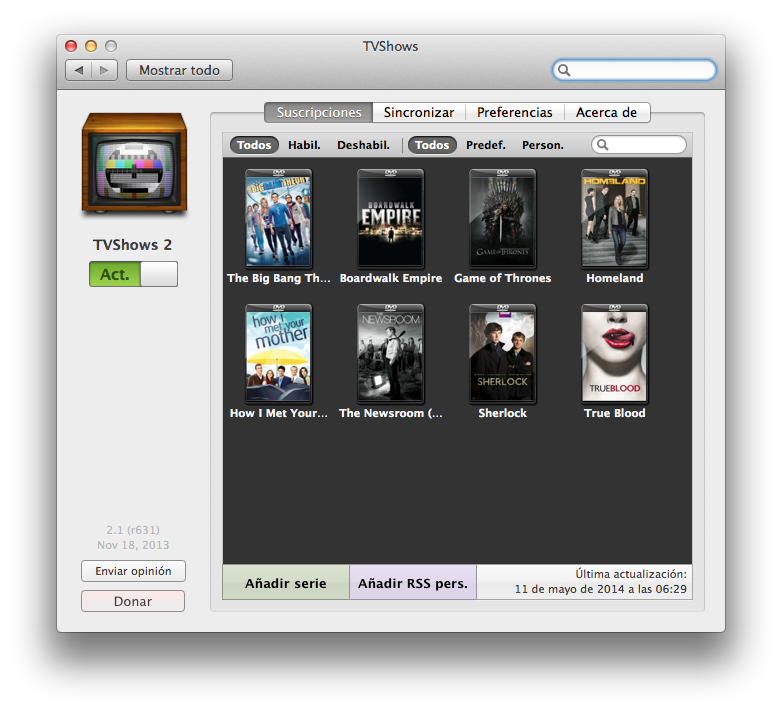 TVShows
Mostrar todo
Suscripciones
Sincronizar
Preferencias
Acerca de
Todos
Habil.
Deshabil.
Todos
Predef.
Person.
TVShows 2
Act.
2.1 (r631)
Nov 18, 2013
Enviar opinión
Donar
DVD
DVD
DVD
DVD
BIG BANG THEORY
BOARDWALK
EMPIRE
GAME OF THRONES
HOMELAND
The Big Bang Th...
Boardwalk Empire
Game of Thrones
Homeland
DVD
DVD
DVD
DVD
how i
met your
mother
NEWSROOM
BBC
SHERLOCK
TRUEBLOOD
How I Met Your...
The Newsroom (...
Sherlock
True Blood
Añadir serie
Añadir RSS pers.
Última actualización:
11 de mayo de 2014 a las 06:29